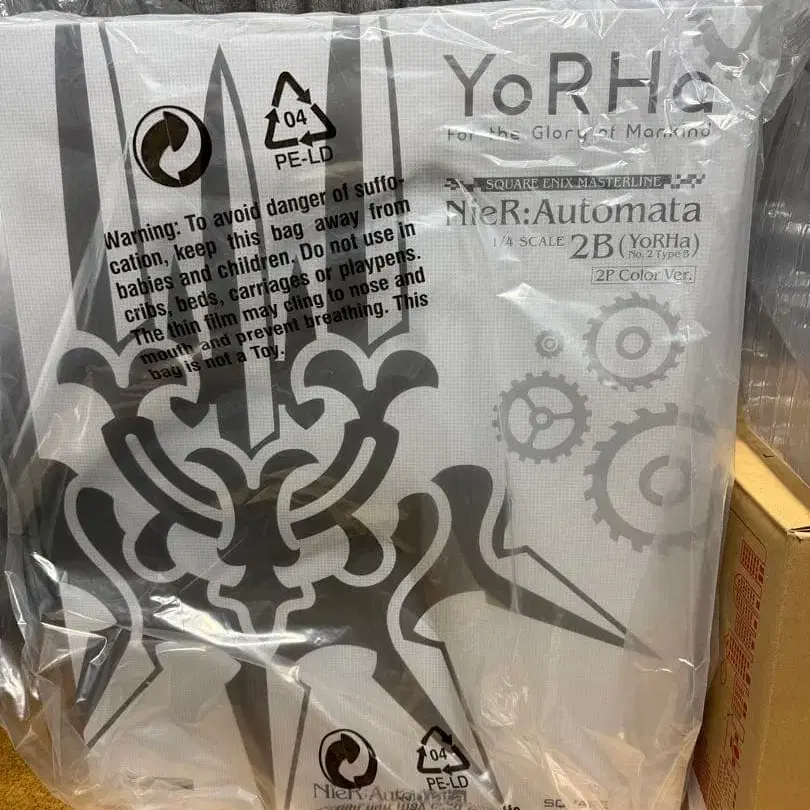 YoRHa
For the Glory of Mankind
SQUARE ENIX MASTERLINE
NieR:Automata
1/4 SCALE 2B (YoRHa)
No. 2 Type B
2P Color Ver.
04
PE-LD
Warning: To avoid danger of suffo-
cation, keep this bag away from
babies and children. Do not use in
cribs, beds, carriages or playpens.
The thin film may cling to nose and
mouth and prevent breathing. This
bag is not a Toy.
04
PE-LD
NieR:Automata